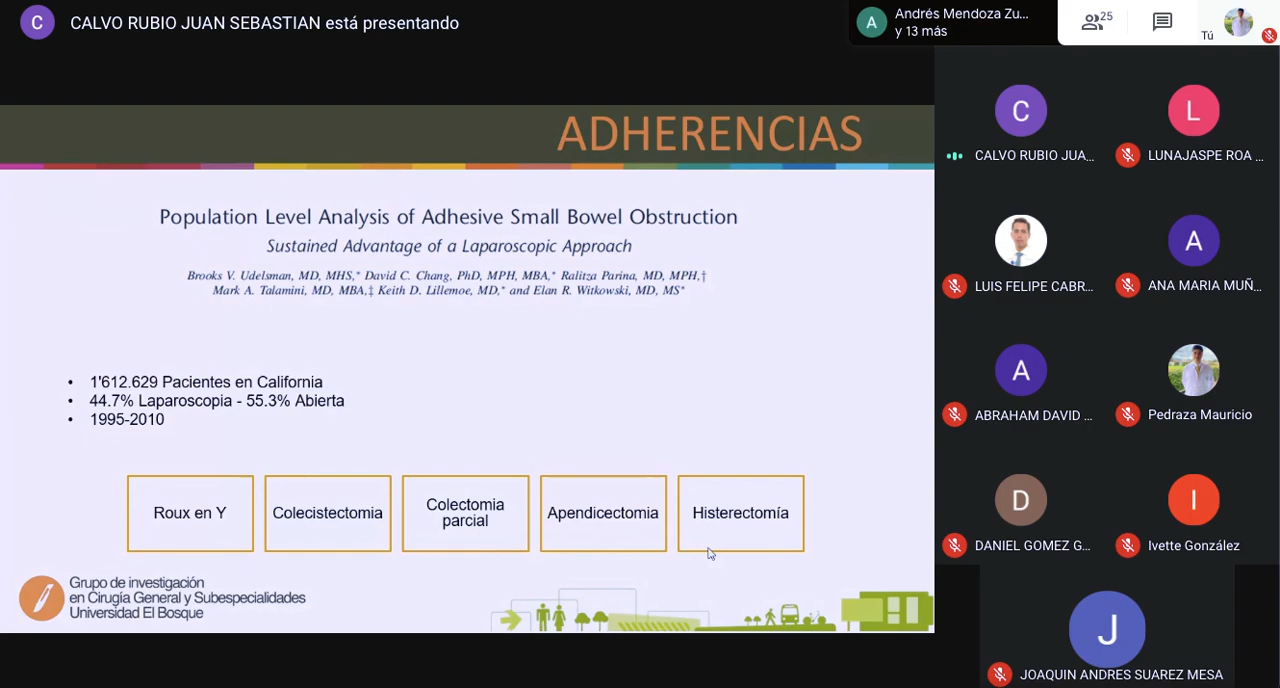 C CALVO RUBIO JUAN SEBASTIAN está presentando
A Andrés Mendoza Zu...
y 13 más
25
Tú
ADHERENCIAS
Population Level Analysis of Adhesive Small Bowel Obstruction
Sustained Advantage of a Laparoscopic Approach
Brooks V. Udelsman, MD, MHS,* David C. Chang, PhD, MPH, MBA,* Ralitza Parina, MD, MPH,†
Mark A. Talamini, MD, MBA,‡ Keith D. Lillemoe, MD,* and Elan R. Witkowski, MD, MS*
• 1'612.629 Pacientes en California
• 44.7% Laparoscopia - 55.3% Abierta
• 1995-2010
Roux en Y
Colecistectomia
Colectomia
parcial
Apendicectomia
Histerectomía
Grupo de investigación
en Cirugía General y Subespecialidades
Universidad El Bosque
C
CALVO RUBIO JUA...
L
LUNAJASPE ROA ...
LUIS FELIPE CABR...
A
ANA MARIA MUÑ...
A
ABRAHAM DAVID ...
Pedraza Mauricio
D
DANIEL GOMEZ G...
I
Ivette González
J
JOAQUIN ANDRES SUAREZ MESA